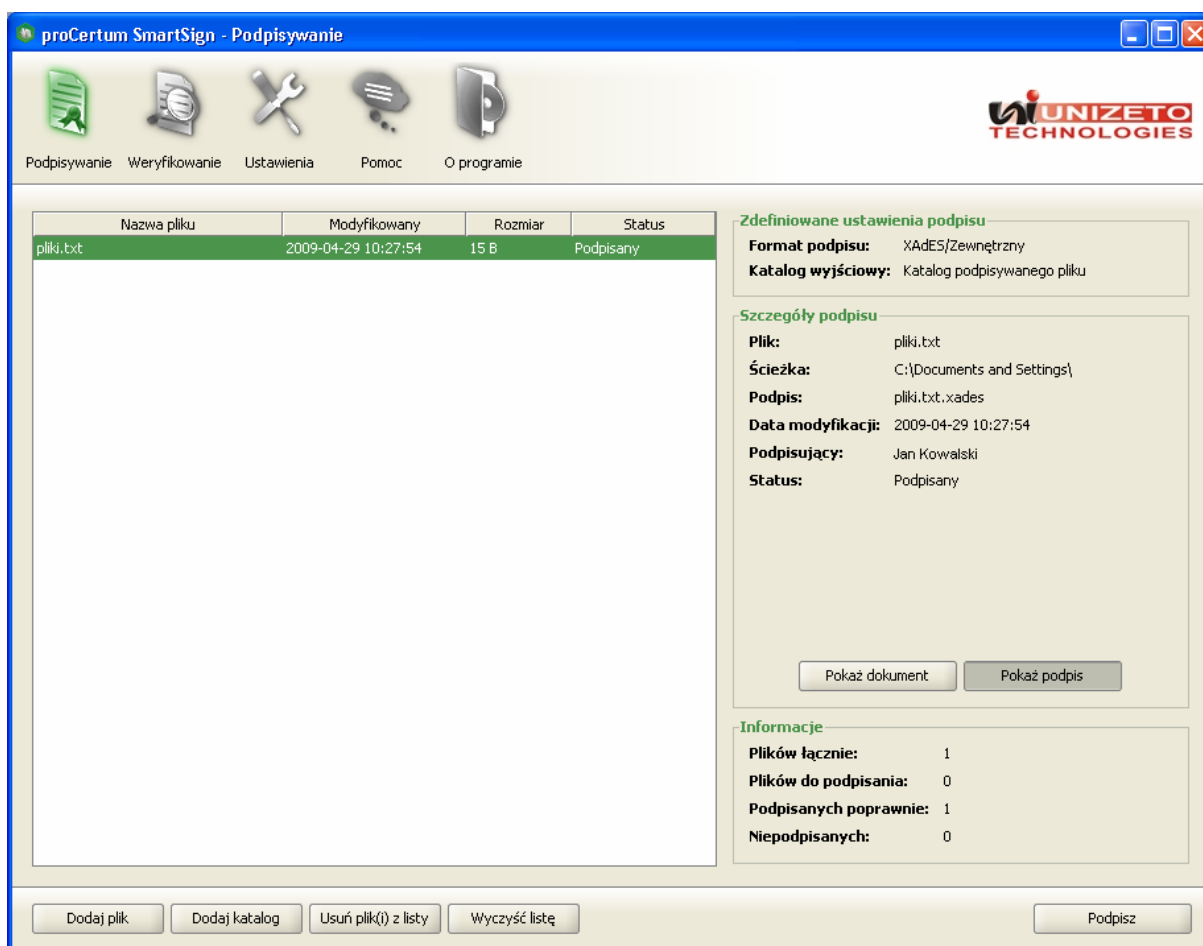 proCertum SmartSign - Podpisywanie
UNIZETO
TECHNOLOGIES
Podpisywanie Weryfikowanie Ustawienia Pomoc O programie
Nazwa pliku Modyfikowany Rozmiar Status
pliki.txt 2009-04-29 10:27:54 15 B Podpisany
Zdefiniowane ustawienia podpisu
Format podpisu: XAdES/Zewnętrzny
Katalog wyjściowy: Katalog podpisywanego pliku
Szczegóły podpisu
Plik: pliki.txt
Ścieżka: C:\Documents and Settings\
Podpis: pliki.txt.xades
Data modyfikacji: 2009-04-29 10:27:54
Podpisujący: Jan Kowalski
Status: Podpisany
Pokaż dokument Pokaż podpis
Informacje
Plików łącznie: 1
Plików do podpisania: 0
Podpisanych poprawnie: 1
Niepodpisanych: 0
Dodaj plik Dodaj katalog Usuń plik(i) z listy Wyczyść listę Podpisz